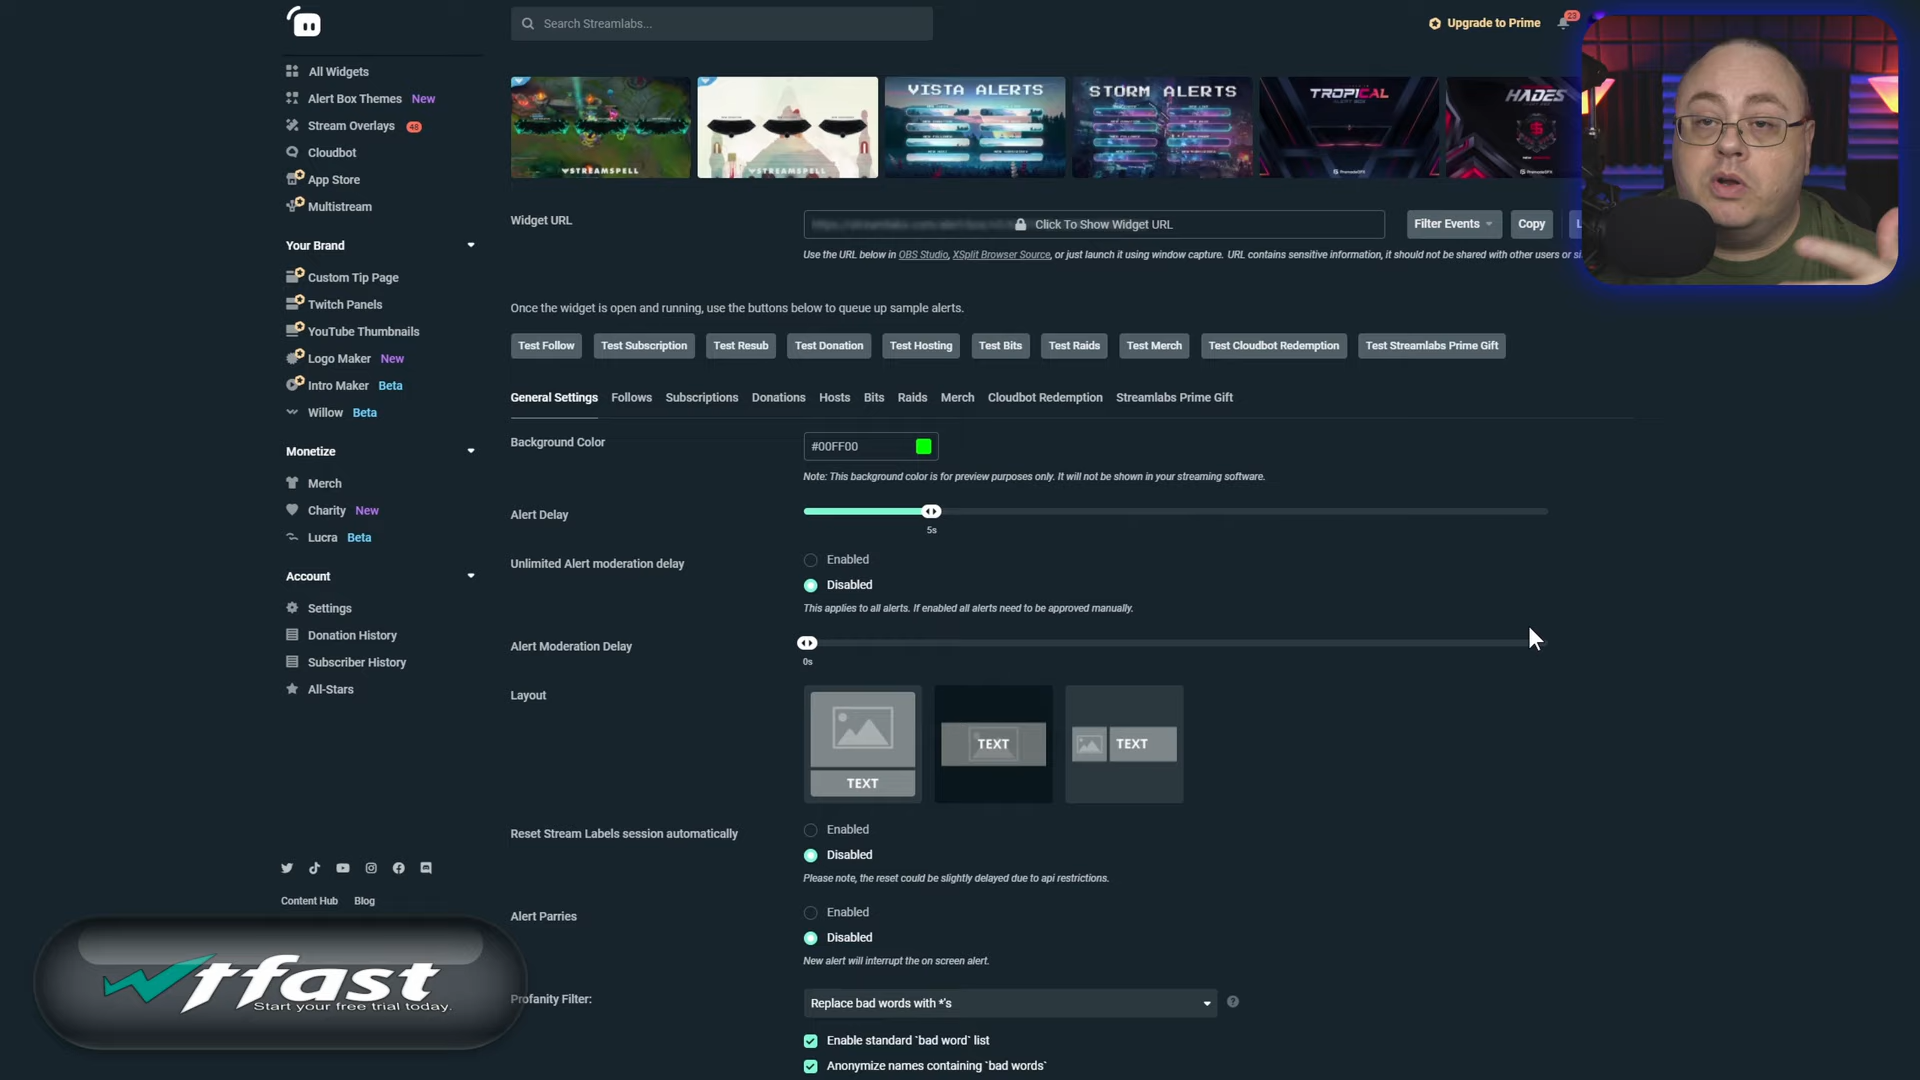 Search Streamlabs...
Upgrade to Prime
23
All Widgets
Alert Box Themes New
Stream Overlays 48
Cloudbot
App Store
Multistream
Your Brand
Custom Tip Page
Twitch Panels
YouTube Thumbnails
Logo Maker New
Intro Maker Beta
Willow Beta
Monetize
Merch
Charity New
Lucra Beta
Account
Settings
Donation History
Subscriber History
All-Stars
Content Hub Blog
STREAMSPELL
STREAMSPELL
VISTA ALERTS
STORM ALERTS
TROPICAL
HADES
Widget URL
Click To Show Widget URL
Filter Events
Copy
Use the URL below in OBS Studio, XSplit Browser Source, or just launch it using window capture. URL contains sensitive information, it should not be shared with other users or
Once the widget is open and running, use the buttons below to queue up sample alerts.
Test Follow Test Subscription Test Resub Test Donation Test Hosting Test Bits Test Raids Test Merch Test Cloudbot Redemption Test Streamlabs Prime Gift
General Settings Follows Subscriptions Donations Hosts Bits Raids Merch Cloudbot Redemption Streamlabs Prime Gift
Background Color
#00FF00
Note: This background color is for preview purposes only. It will not be shown in your streaming software.
Alert Delay
5s
Unlimited Alert moderation delay
Enabled
Disabled
This applies to all alerts. If enabled all alerts need to be approved manually.
Alert Moderation Delay
0s
Layout
TEXT
TEXT
TEXT
Reset Stream Labels session automatically
Enabled
Disabled
Please note, the reset could be slightly delayed due to api restrictions.
Alert Parries
Enabled
Disabled
New alert will interrupt the on screen alert.
Profanity Filter:
Replace bad words with *'s
Enable standard `bad word` list
Anonymize names containing `bad words`
wtfast
Start your free trial today.